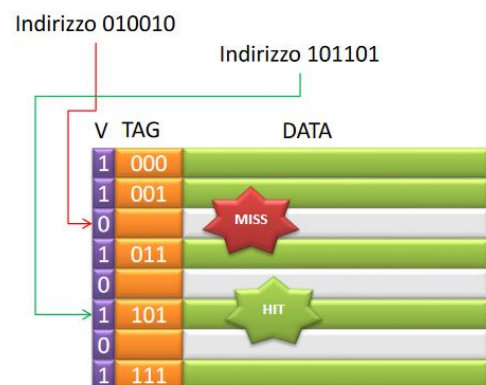 Indirizzo 010010
Indirizzo 101101
V TAG DATA
1 000
1 001
0
MISS
1 011
0
1 101
HIT
0
1 111